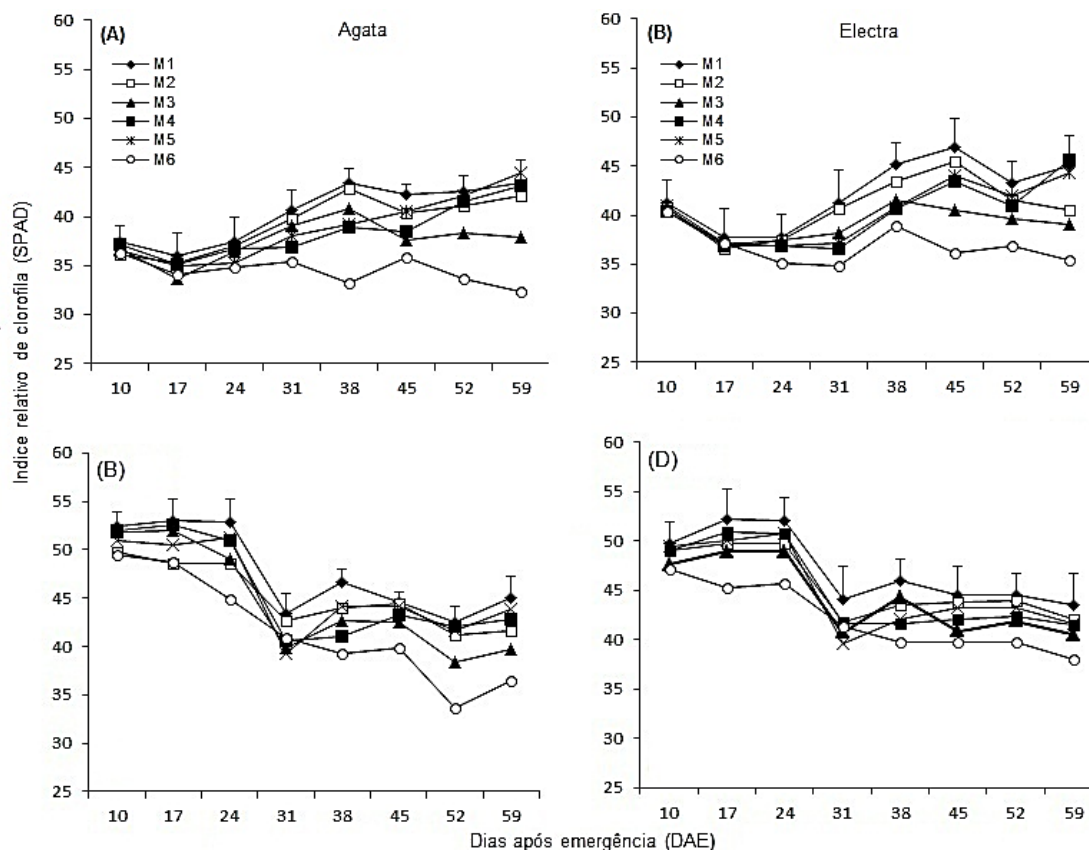 Indice relativo de clorofila (SPAD)
(A)
Agata
60
55
50
45
40
35
30
25
M1
M2
M3
M4
M5
M6
10 17 24 31 38 45 52 59
(B)
Electra
60
55
50
45
40
35
30
25
M1
M2
M3
M4
M5
M6
10 17 24 31 38 45 52 59
(B)
60
55
50
45
40
35
30
25
10 17 24 31 38 45 52 59
(D)
60
55
50
45
40
35
30
25
10 17 24 31 38 45 52 59
Dias após emergência (DAE)